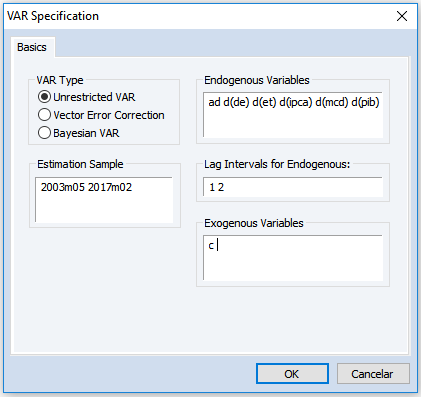 VAR Specification
Basics
VAR Type
Unrestricted VAR
Vector Error Correction
Bayesian VAR
Estimation Sample
2003m05 2017m02
Endogenous Variables
ad d(de) d(et) d(ipca) d(mcd) d(pib)
Lag Intervals for Endogenous:
1 2
Exogenous Variables
c
OK
Cancelar